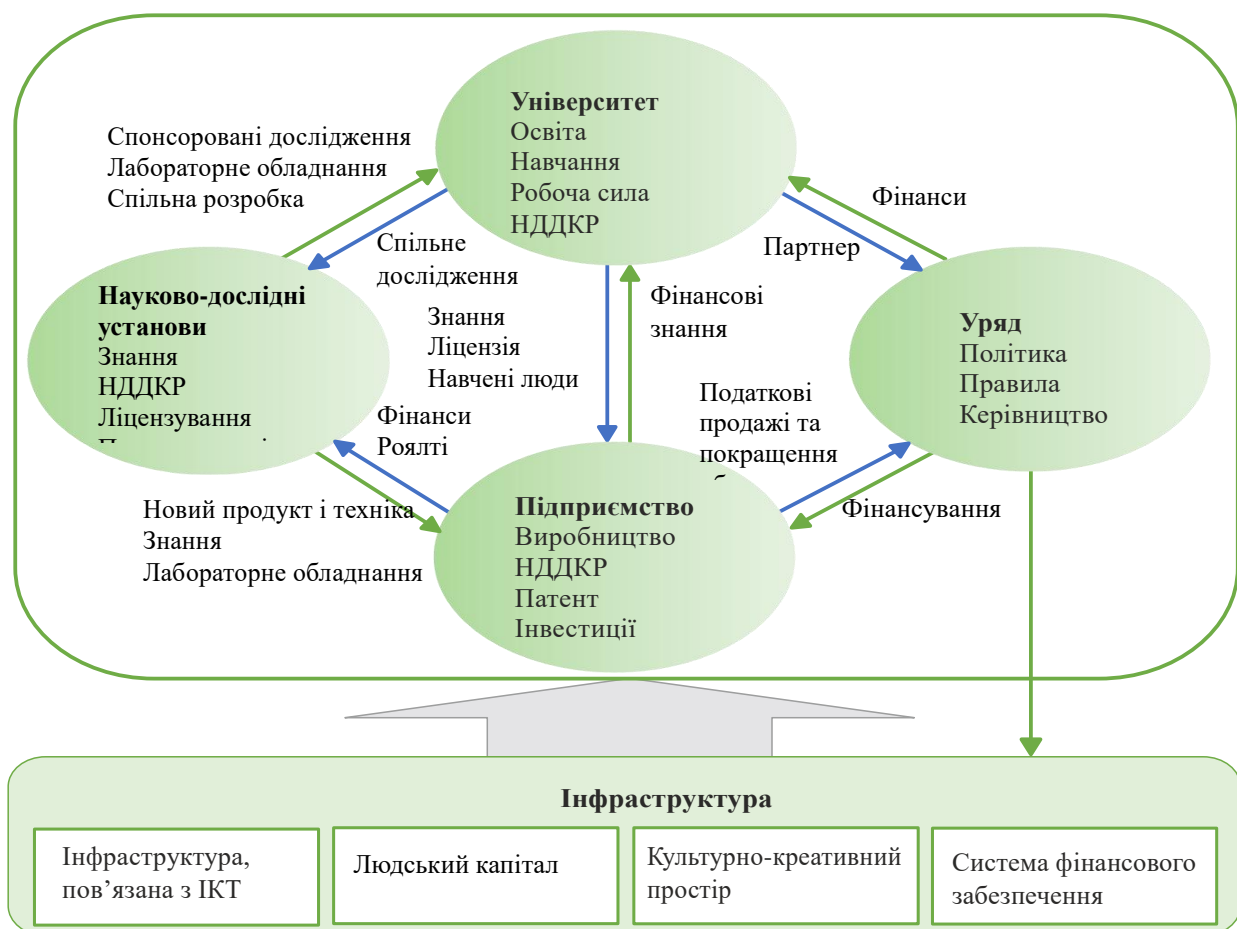 Університет
Освіта
Навчання
Робоча сила
НДДКР
Спонсоровані дослідження
Лабораторне обладнання
Спільна розробка
Фінанси
Партнер
Спільне
дослідження
Науково-дослідні
установи
Знання
НДДКР
Ліцензування
Знання
Ліцензія
Навчені люди
Фінансові
знання
Уряд
Політика
Правила
Керівництво
Фінанси
Роялті
Податкові
продажі та
покращення
Новий продукт і техніка
Знання
Лабораторне обладнання
Підприємство
Виробництво
НДДКР
Патент
Інвестиції
Фінансування
Інфраструктура
Інфраструктура,
пов’язана з ІКТ
Людський капітал
Культурно-креативний
простір
Система фінансового
забезпечення